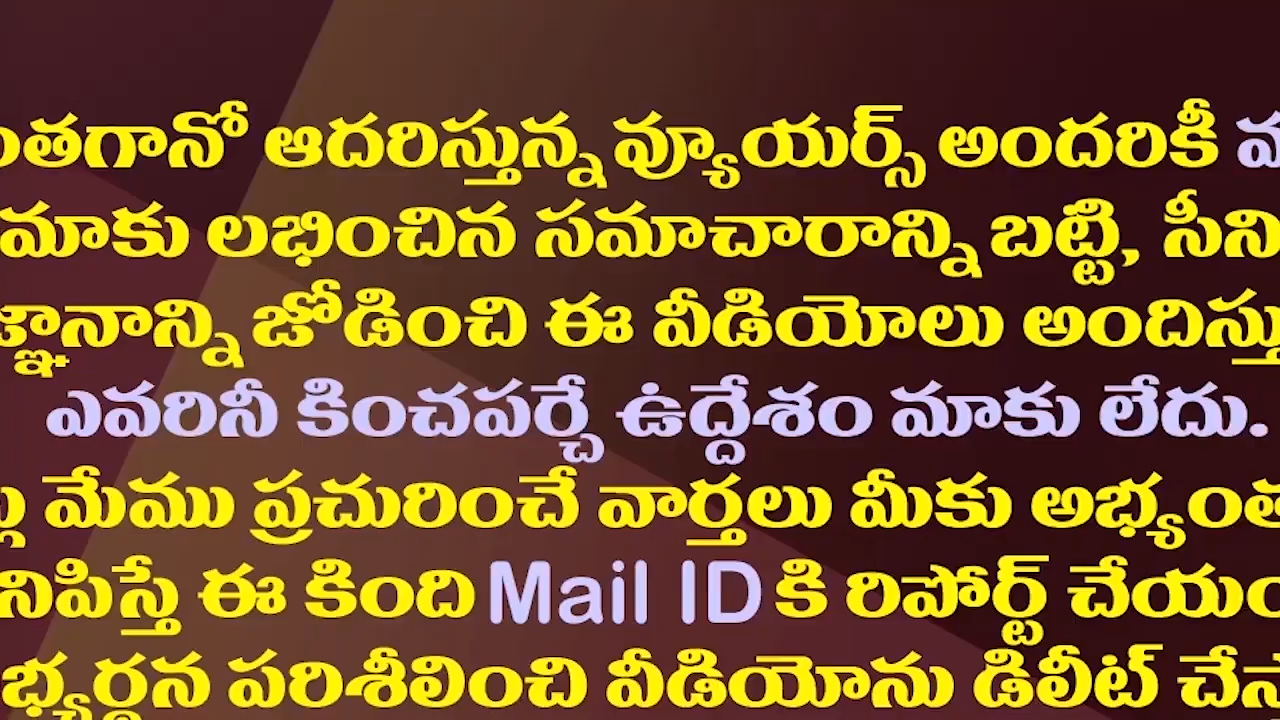 ంతగానో ఆదరిస్తున్న వ్యూయర్స్ అందరికీ
మాకు లభించిన సమాచారాన్ని బట్టి, సీని
జ్ఞానాన్ని జోడించి ఈ వీడియోలు అందిస్తు
ఎవరినీ కించపర్చే ఉద్దేశం మాకు లేదు.
మేము ప్రచురించే వార్తలు మీకు అభ్యంత
నిపిస్తే ఈ కింది Mail ID కి రిపోర్ట్ చేయం
భ్యర్థన పరిశీలించి వీడియోను డిలీట్ చేస